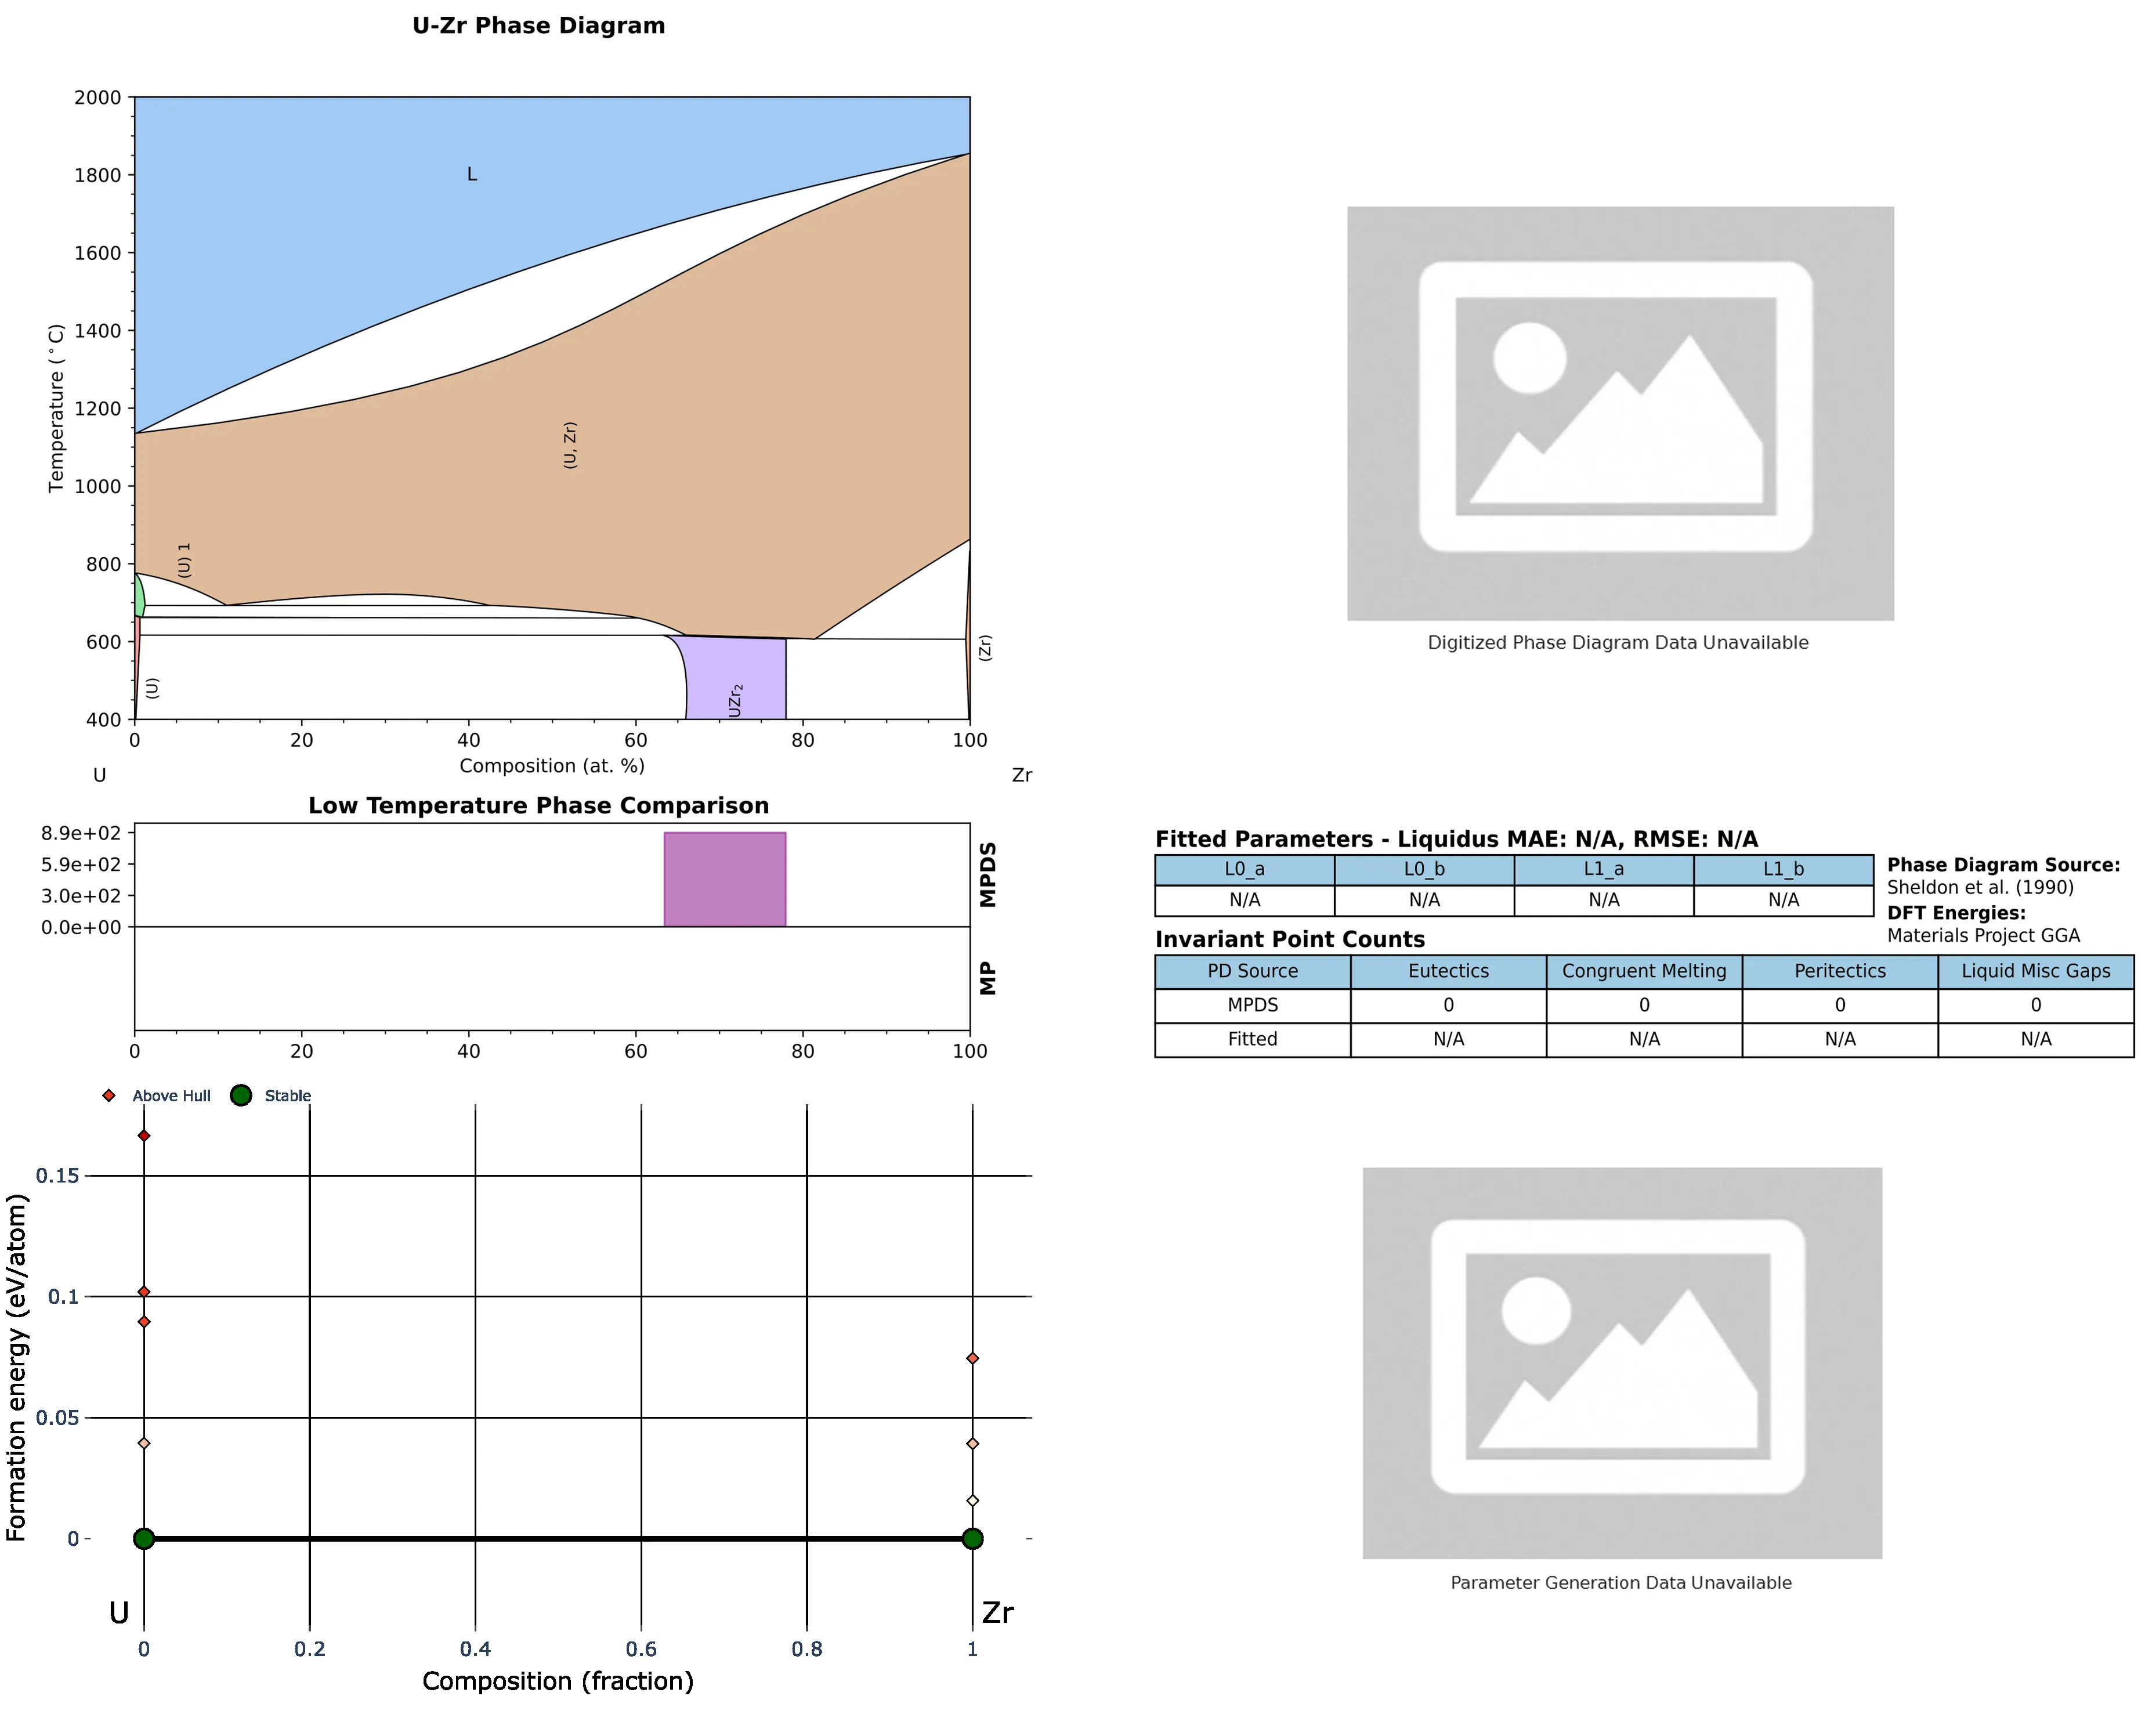 U-Zr Phase Diagram
2000
1800
1600
1400
1200
1000
800
600
400
Temperature (°C)
L
(U, Zr)
(U) 1
(U)
UZr₂
(Zr)
0 20 40 60 80 100
Composition (at. %)
U Zr
Low Temperature Phase Comparison
8.9e+02
5.9e+02
3.0e+02
0.0e+00
MPDS
MP
0 20 40 60 80 100
Above Hull Stable
0.15
0.1
0.05
0
Formation energy (eV/atom)
U Zr
0 0.2 0.4 0.6 0.8 1
Composition (fraction)
Digitized Phase Diagram Data Unavailable
Fitted Parameters - Liquidus MAE: N/A, RMSE: N/A
L0_a L0_b L1_a L1_b
N/A N/A N/A N/A
Phase Diagram Source:
Sheldon et al. (1990)
DFT Energies:
Materials Project GGA
Invariant Point Counts
PD Source Eutectics Congruent Melting Peritectics Liquid Misc Gaps
MPDS 0 0 0 0
Fitted N/A N/A N/A N/A
Parameter Generation Data Unavailable